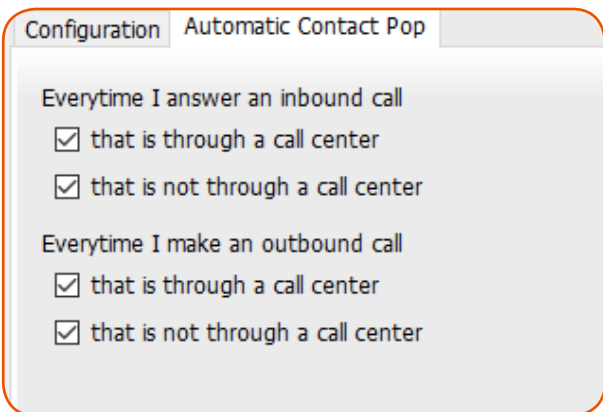 Configuration Automatic Contact Pop
Everytime I answer an inbound call
that is through a call center
that is not through a call center
Everytime I make an outbound call
that is through a call center
that is not through a call center